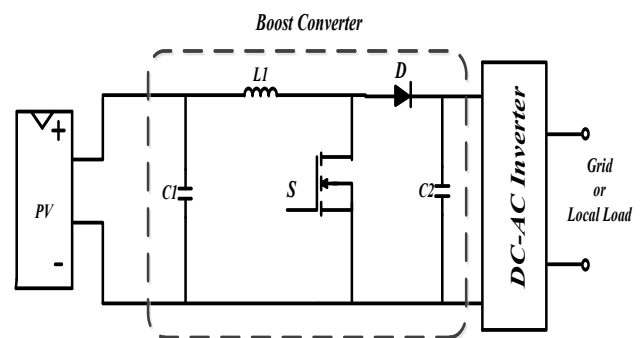 Boost Converter
L1
D
+
PV
-
C1
S
C2
DC-AC Inverter
Grid
or
Local Load